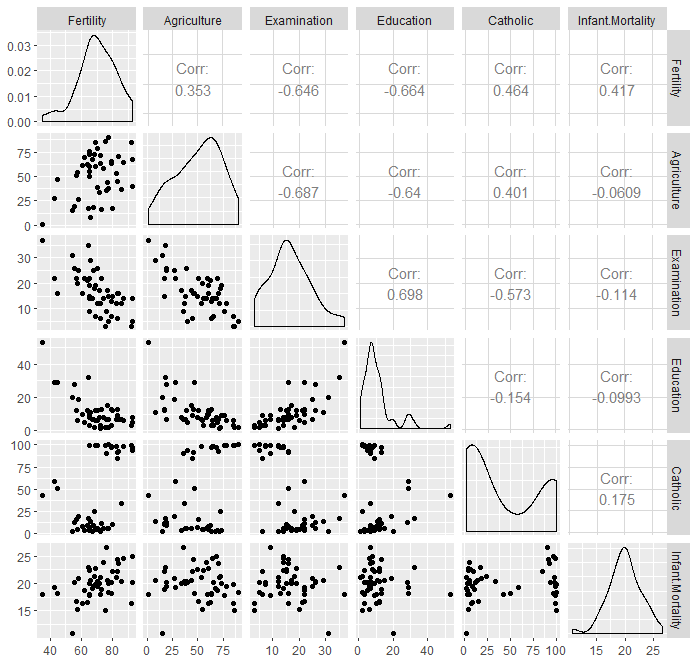 Fertility Agriculture Examination Education Catholic Infant.Mortality
0.03
0.02
0.01
0.00
Corr:
0.353
Corr:
-0.646
Corr:
-0.664
Corr:
0.464
Corr:
0.417
Fertility
75
50
25
0
Corr:
-0.687
Corr:
-0.64
Corr:
0.401
Corr:
-0.0609
Agriculture
30
20
10
Corr:
0.698
Corr:
-0.573
Corr:
-0.114
Examination
40
20
0
Corr:
-0.154
Corr:
-0.0993
Education
100
75
50
25
0
Corr:
0.175
Catholic
25
20
15
Infant.Mortality
40 60 80 0 25 50 75 10 20 30 0 20 40 0 25 50 75 100 15 20 25